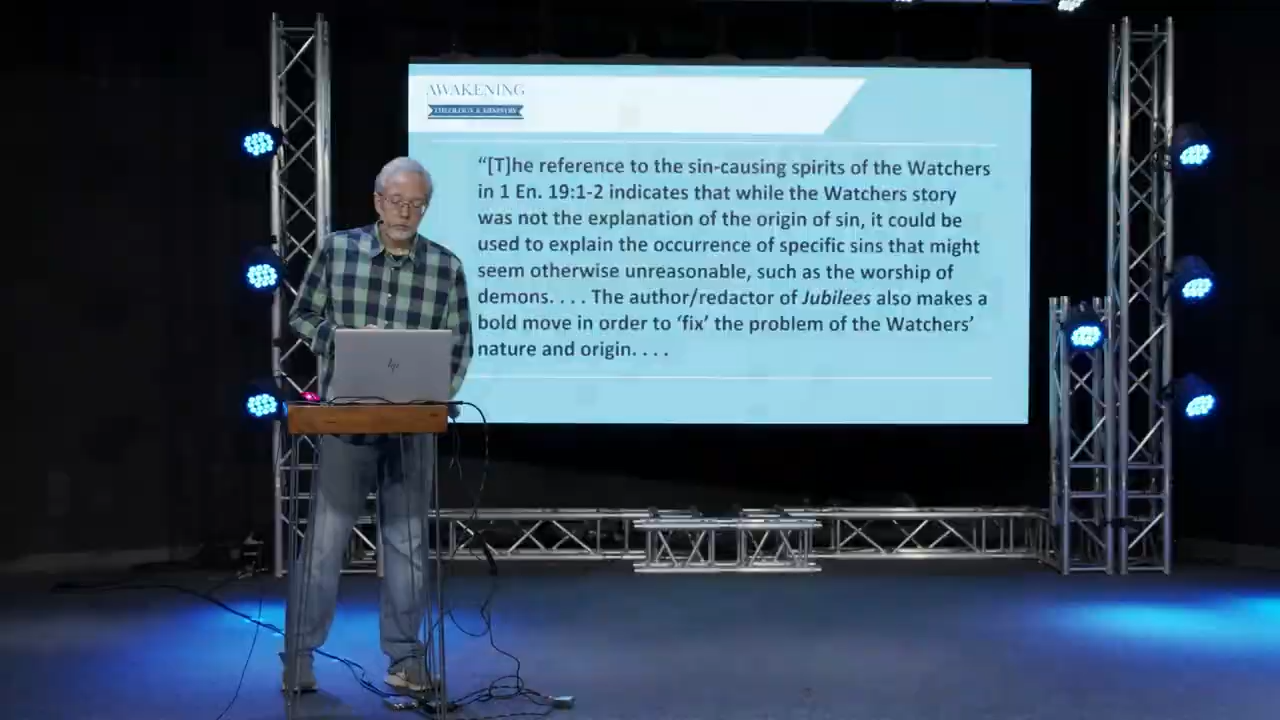 AWAKENING
THEOLOGY & MINISTRY
“[T]he reference to the sin-causing spirits of the Watchers
in 1 En. 19:1-2 indicates that while the Watchers story
was not the explanation of the origin of sin, it could be
used to explain the occurrence of specific sins that might
seem otherwise unreasonable, such as the worship of
demons. . . . The author/redactor of Jubilees also makes a
bold move in order to ‘fix’ the problem of the Watchers’
nature and origin. . . .
hp